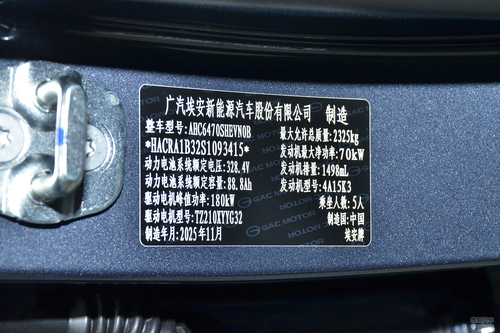 广汽埃安新能源汽车股份有限公司 制造
整车型号: AHC6470SHEVN0B 最大允许总质量: 2325kg
*HACRA1B32S1093415* 发动机最大净功率: 70kW
动力电池系统额定电压: 328.4V 发动机排量: 1498mL
动力电池系统额定容量: 88.8Ah 发动机型号: 4A15K3
驱动电机峰值功率: 180kW 乘坐人数: 5人
驱动电机型号: TZ210XYYG32 制造国: 中国
制造年月: 2025年11月 埃安牌
GAC MOTOR